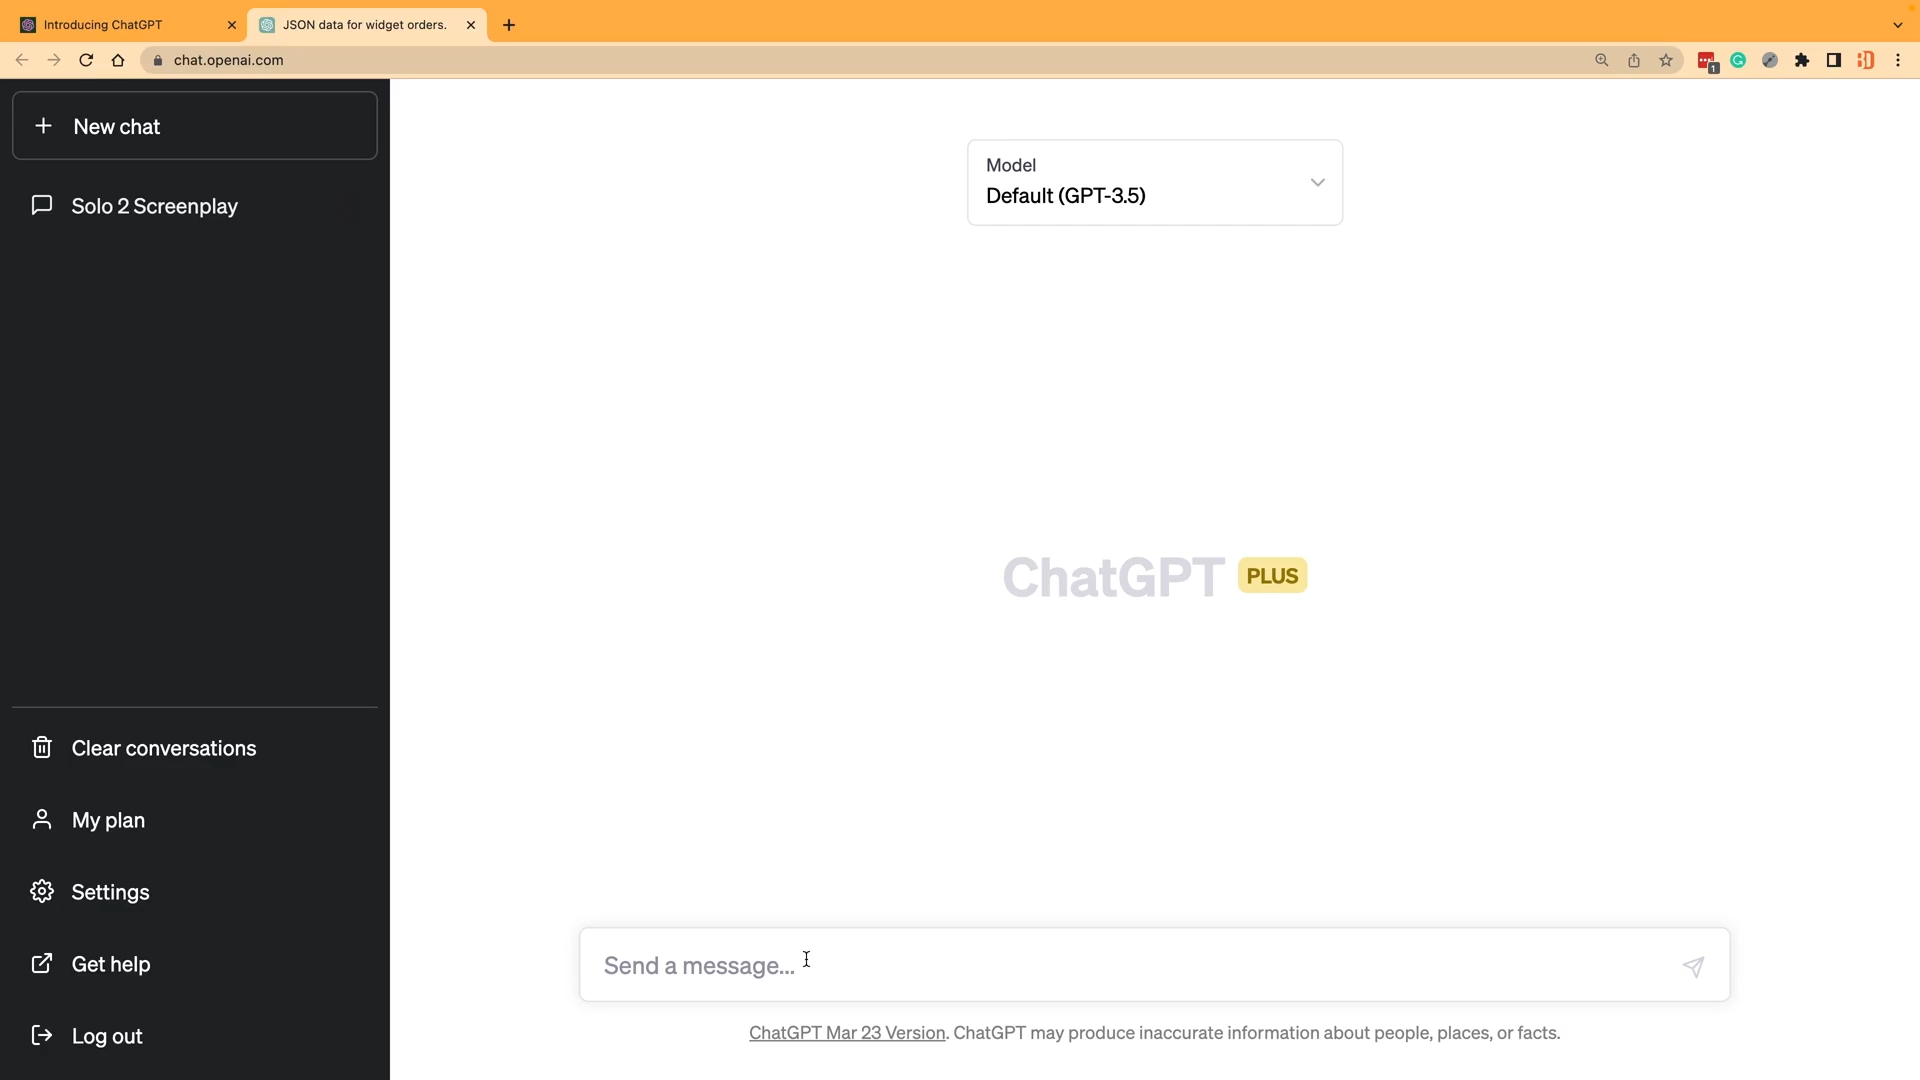 Introducing ChatGPT
JSON data for widget orders.
chat.openai.com
1
New chat
Solo 2 Screenplay
Model
Default (GPT-3.5)
ChatGPT PLUS
Clear conversations
My plan
Settings
Get help
Log out
Send a message...
ChatGPT Mar 23 Version. ChatGPT may produce inaccurate information about people, places, or facts.